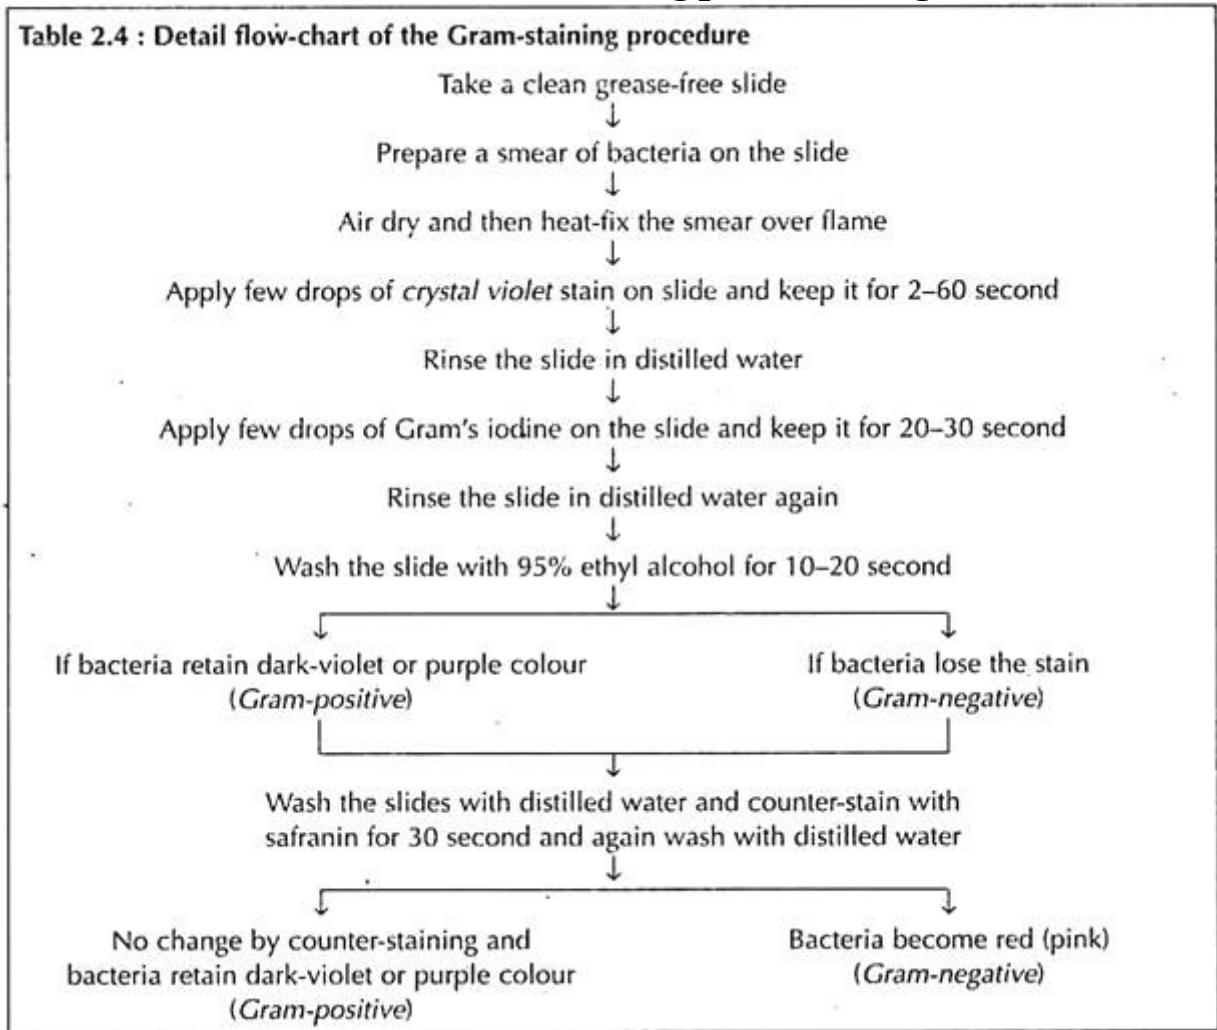 Table 2.4 : Detail flow-chart of the Gram-staining procedure
Take a clean grease-free slide
Prepare a smear of bacteria on the slide
Air dry and then heat-fix the smear over flame
Apply few drops of crystal violet stain on slide and keep it for 2–60 second
Rinse the slide in distilled water
Apply few drops of Gram's iodine on the slide and keep it for 20–30 second
Rinse the slide in distilled water again
Wash the slide with 95% ethyl alcohol for 10–20 second
If bacteria retain dark-violet or purple colour
(Gram-positive)
If bacteria lose the stain
(Gram-negative)
Wash the slides with distilled water and counter-stain with
safranin for 30 second and again wash with distilled water
No change by counter-staining and
bacteria retain dark-violet or purple colour
(Gram-positive)
Bacteria become red (pink)
(Gram-negative)